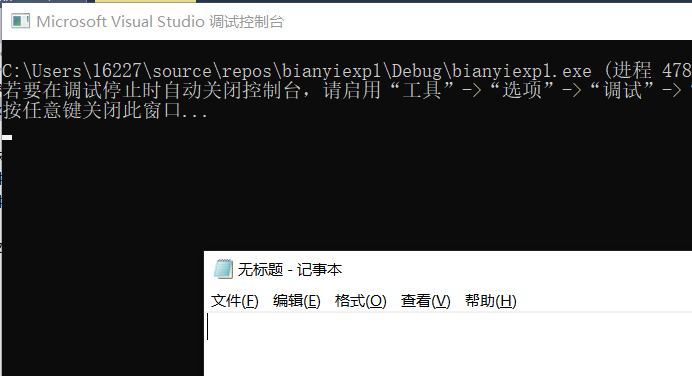 Microsoft Visual Studio 调试控制台
C:\Users\16227\source\repos\bianyiexp1\Debug\bianyiexp1.exe (进程 478
若要在调试停止时自动关闭控制台，请启用“工具”->“选项”->“调试”->
按任意键关闭此窗口...
无标题 - 记事本
文件(F) 编辑(E) 格式(O) 查看(V) 帮助(H)